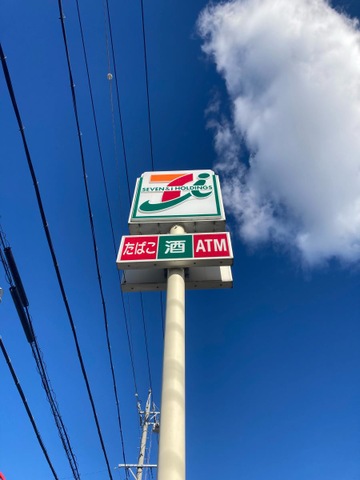 SEVEN & i HOLDINGS
たばこ 酒 ATM